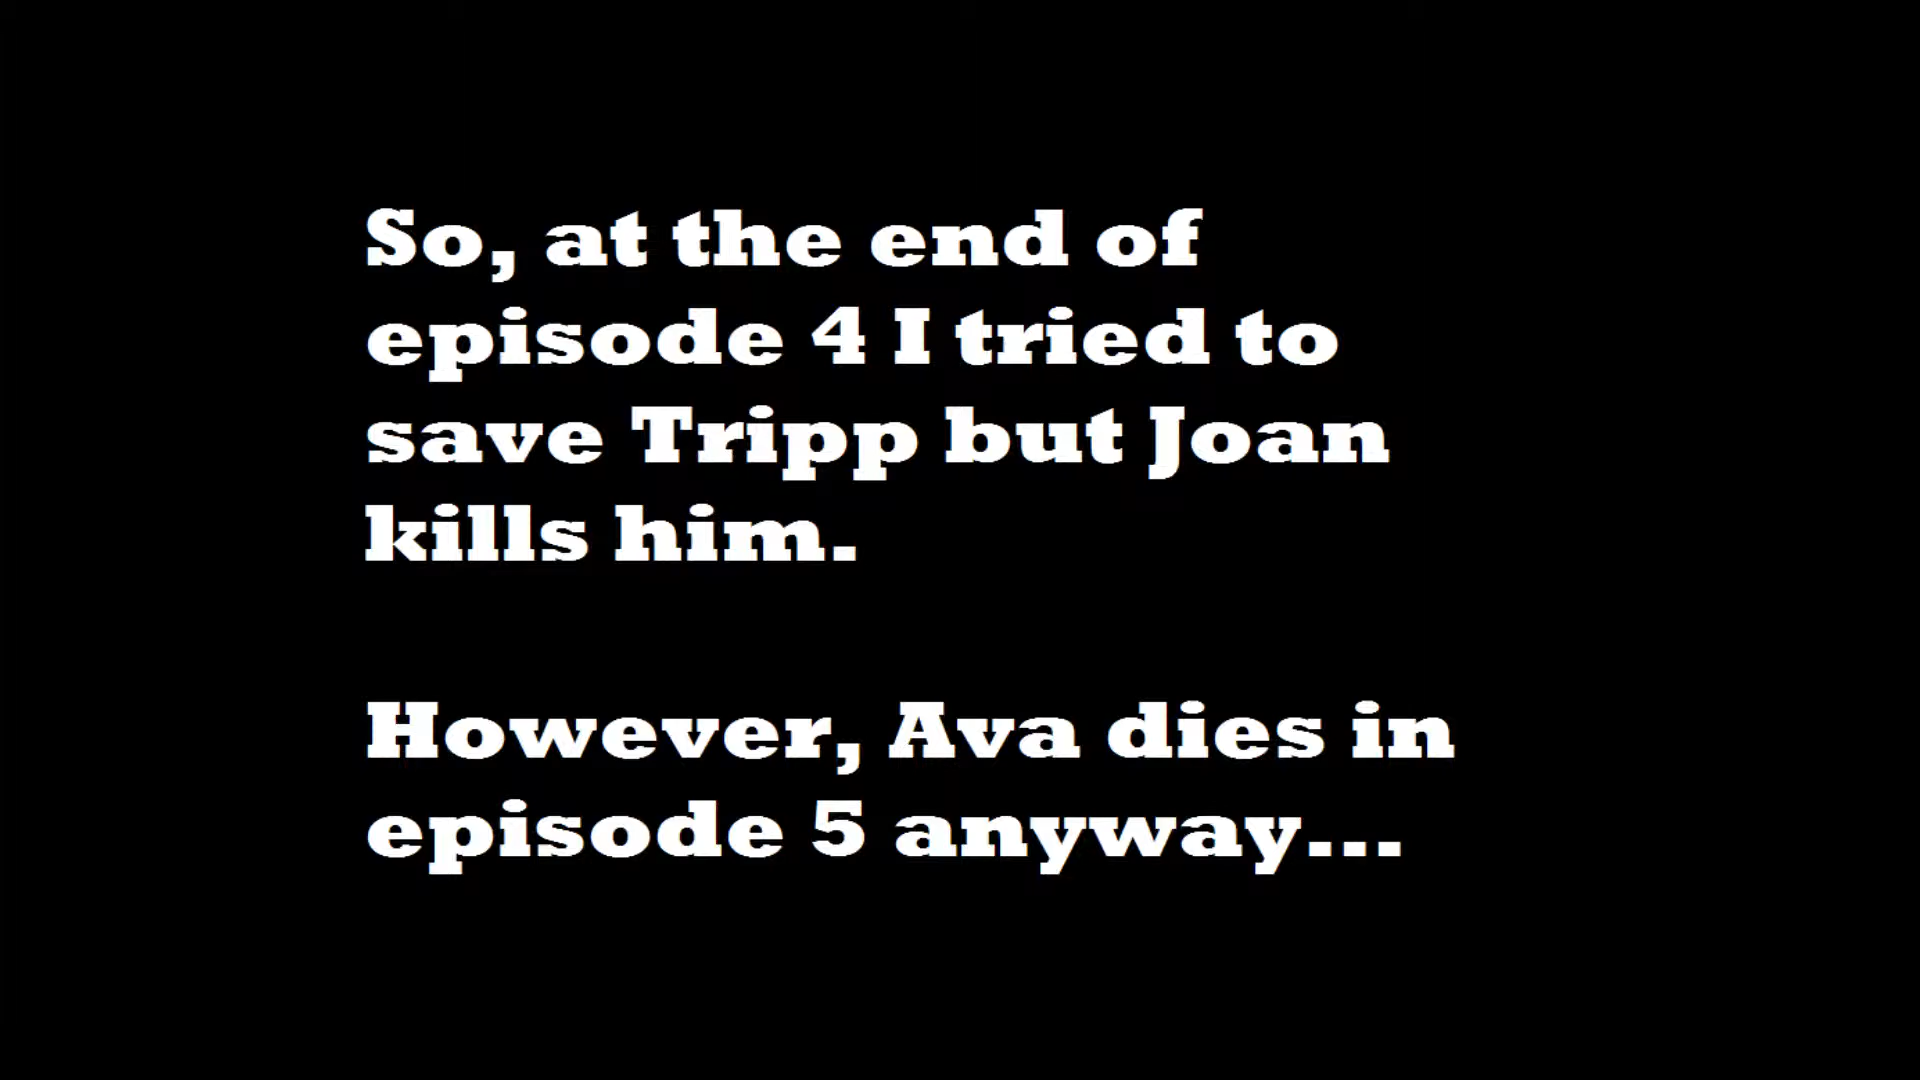 So, at the end of
episode 4 I tried to
save Tripp but Joan
kills him.
However, Ava dies in
episode 5 anyway...